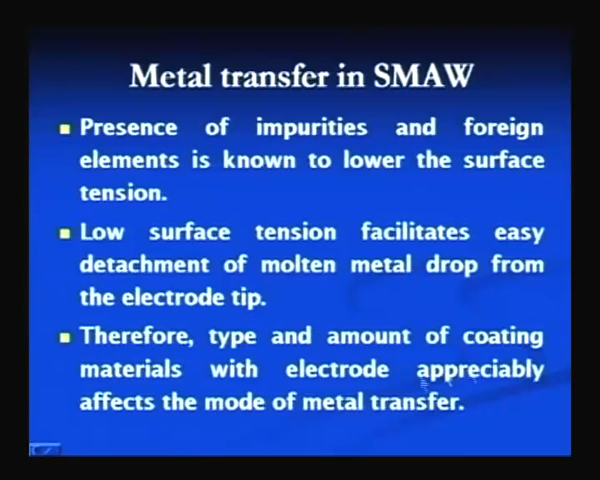 Metal transfer in SMAW
Presence of impurities and foreign
elements is known to lower the surface
tension.
Low surface tension facilitates easy
detachment of molten metal drop from
the electrode tip.
Therefore, type and amount of coating
materials with electrode appreciably
affects the mode of metal transfer.